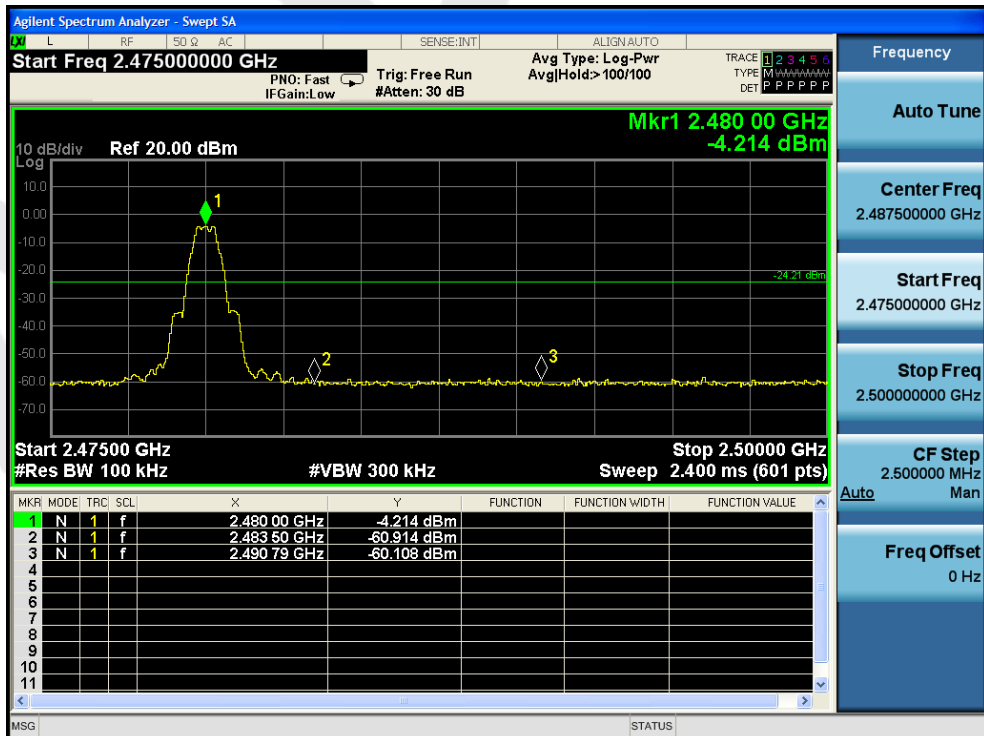 Agilent Spectrum Analyzer - Swept SA
LXI L RF 50 Ω AC SENSE:INT ALIGN AUTO
Start Freq 2.475000000 GHz
PNO: Fast
IFGain:Low
Trig: Free Run
#Atten: 30 dB
Avg Type: Log-Pwr
Avg|Hold:>100/100
TRACE 1 2 3 4 5 6
TYPE M
DET P P P P P P
Mkr1 2.480 00 GHz
-4.214 dBm
10 dB/div Ref 20.00 dBm
Log
10.0
0.00
-10.0
-20.0
-30.0
-40.0
-50.0
-60.0
-70.0
1
-24.21 dBm
2
3
Start 2.47500 GHz Stop 2.50000 GHz
#Res BW 100 kHz #VBW 300 kHz Sweep 2.400 ms (601 pts)
MKR MODE TRC SCL X Y FUNCTION FUNCTION WIDTH FUNCTION VALUE
1 N 1 f 2.480 00 GHz -4.214 dBm
2 N 1 f 2.483 50 GHz -60.914 dBm
3 N 1 f 2.490 79 GHz -60.108 dBm
4
5
6
7
8
9
10
11
MSG STATUS
Frequency
Auto Tune
Center Freq
2.487500000 GHz
Start Freq
2.475000000 GHz
Stop Freq
2.500000000 GHz
CF Step
2.500000 MHz
Auto Man
Freq Offset
0 Hz